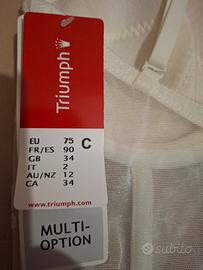 Triumph
EU 75 C
FR/ES 90
GB 34
IT 2
AU/NZ 12
CA 34
www.triumph.com
MULTI-
OPTION
subito